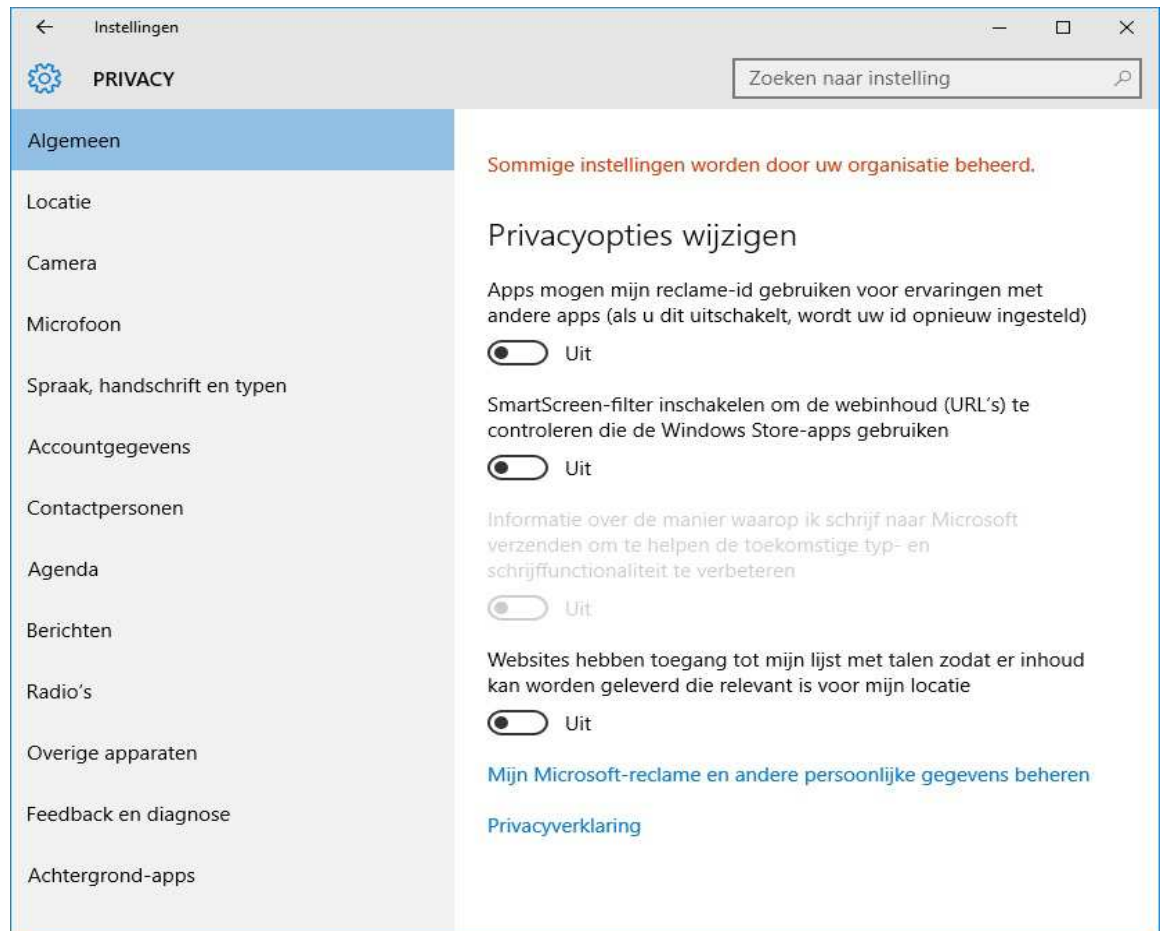 Instellingen
PRIVACY
Zoeken naar instelling
Algemeen
Locatie
Camera
Microfoon
Spraak, handschrift en typen
Accountgegevens
Contactpersonen
Agenda
Berichten
Radio's
Overige apparaten
Feedback en diagnose
Achtergrond-apps
Sommige instellingen worden door uw organisatie beheerd.
Privacyopties wijzigen
Apps mogen mijn reclame-id gebruiken voor ervaringen met
andere apps (als u dit uitschakelt, wordt uw id opnieuw ingesteld)
Uit
SmartScreen-filter inschakelen om de webinhoud (URL's) te
controleren die de Windows Store-apps gebruiken
Uit
Informatie over de manier waarop ik schrijf naar Microsoft
verzenden om te helpen de toekomstige typ- en
schrijffunctionaliteit te verbeteren
Uit
Websites hebben toegang tot mijn lijst met talen zodat er inhoud
kan worden geleverd die relevant is voor mijn locatie
Uit
Mijn Microsoft-reclame en andere persoonlijke gegevens beheren
Privacyverklaring